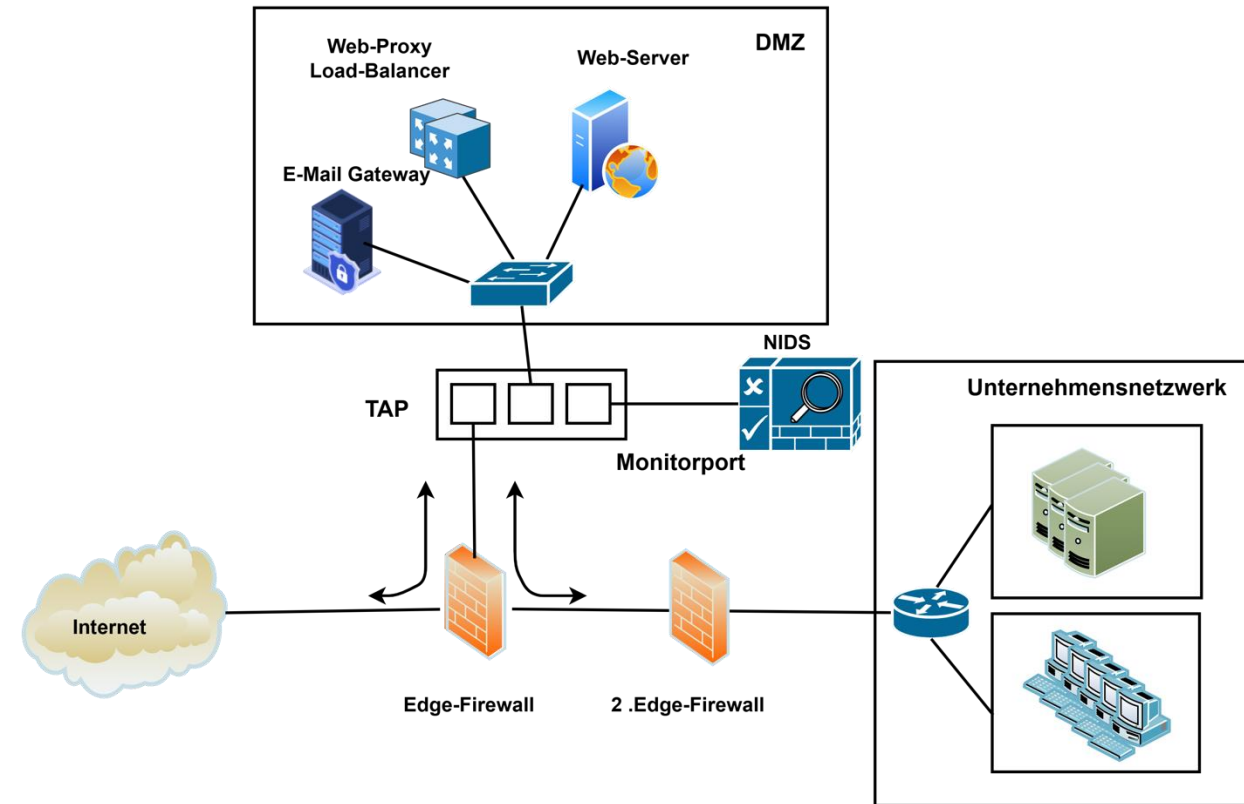 Web-Proxy
Load-Balancer
Web-Server
DMZ
E-Mail Gateway
NIDS
TAP
Monitorport
Unternehmensnetzwerk
Internet
Edge-Firewall
2 .Edge-Firewall